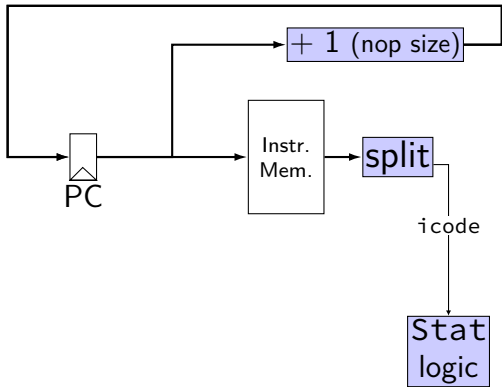 + 1 (nop size)
Instr.
Mem.
split
PC
icode
Stat
logic